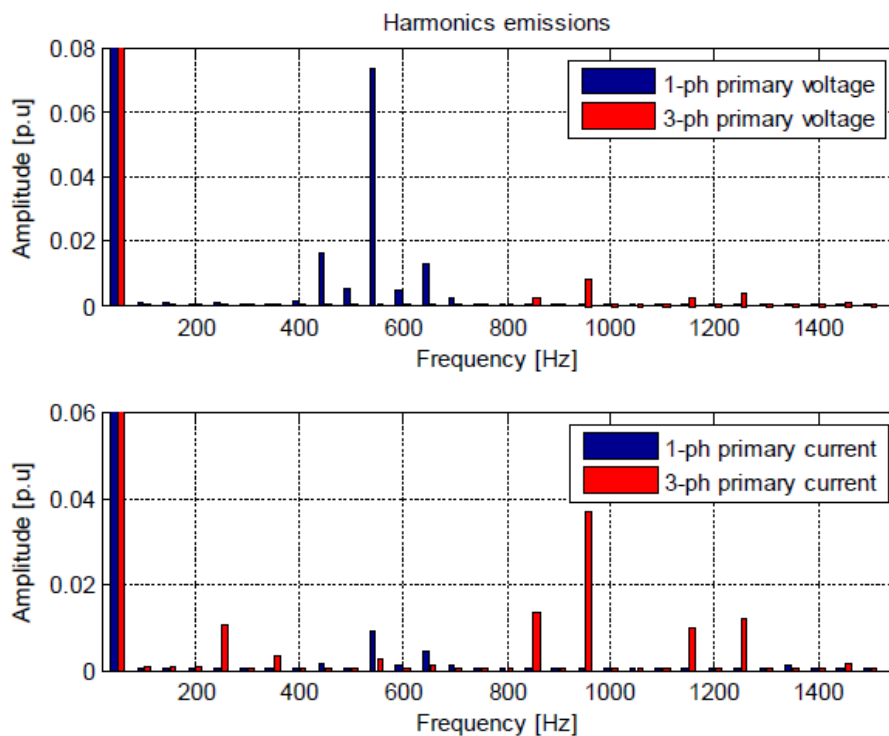 Harmonics emissions
0.08
0.06
0.04
0.02
0
Amplitude [p.u]
1-ph primary voltage
3-ph primary voltage
200 400 600 800 1000 1200 1400
Frequency [Hz]
0.06
0.04
0.02
0
Amplitude [p.u]
1-ph primary current
3-ph primary current
200 400 600 800 1000 1200 1400
Frequency [Hz]